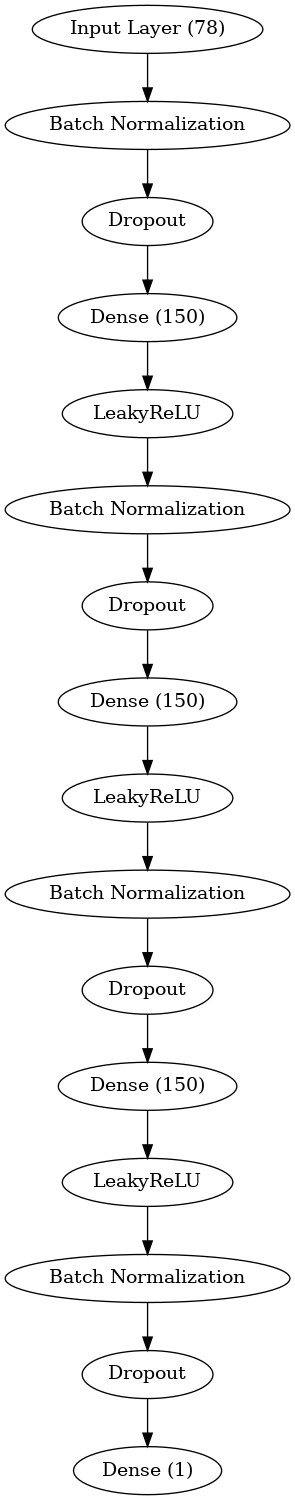 Input Layer (78)
Batch Normalization
Dropout
Dense (150)
LeakyReLU
Batch Normalization
Dropout
Dense (150)
LeakyReLU
Batch Normalization
Dropout
Dense (150)
LeakyReLU
Batch Normalization
Dropout
Dense (1)